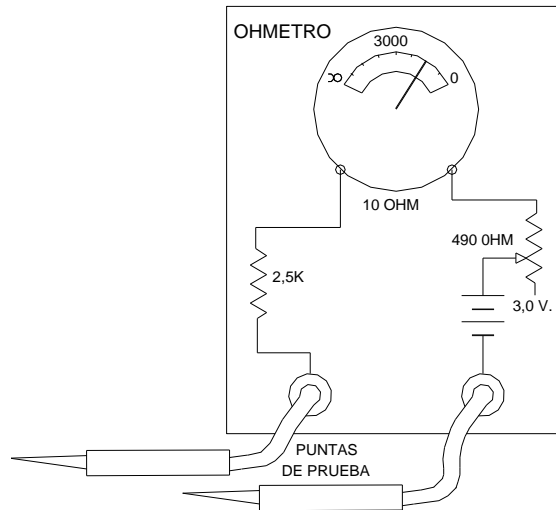 OHMETRO
3000
∞
0
10 OHM
490 0HM
2,5K
3,0 V.
PUNTAS
DE PRUEBA